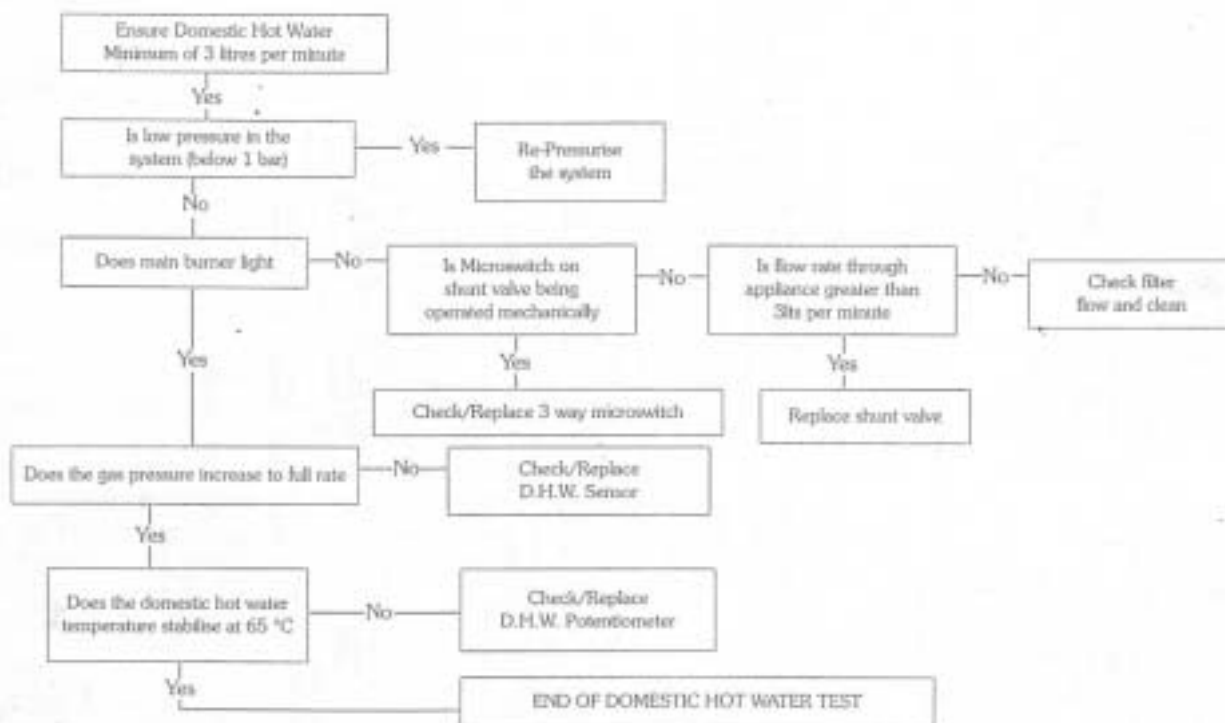 Ensure Domestic Hot Water
Minimum of 3 litres per minute
Yes
Is low pressure in the
system (below 1 bar)
Yes
Re-Pressurise
the system
No
Does main burner light
No
Is Microswitch on
shunt valve being
operated mechanically
No
Is flow rate through
appliance greater than
3lts per minute
No
Check filter
flow and clean
Yes
Yes
Yes
Check/Replace 3 way microswitch
Replace shunt valve
Does the gas pressure increase to full rate
No
Check/Replace
D.H.W. Sensor
Yes
Does the domestic hot water
temperature stabilise at 65 °C
No
Check/Replace
D.H.W. Potentiometer
Yes
END OF DOMESTIC HOT WATER TEST